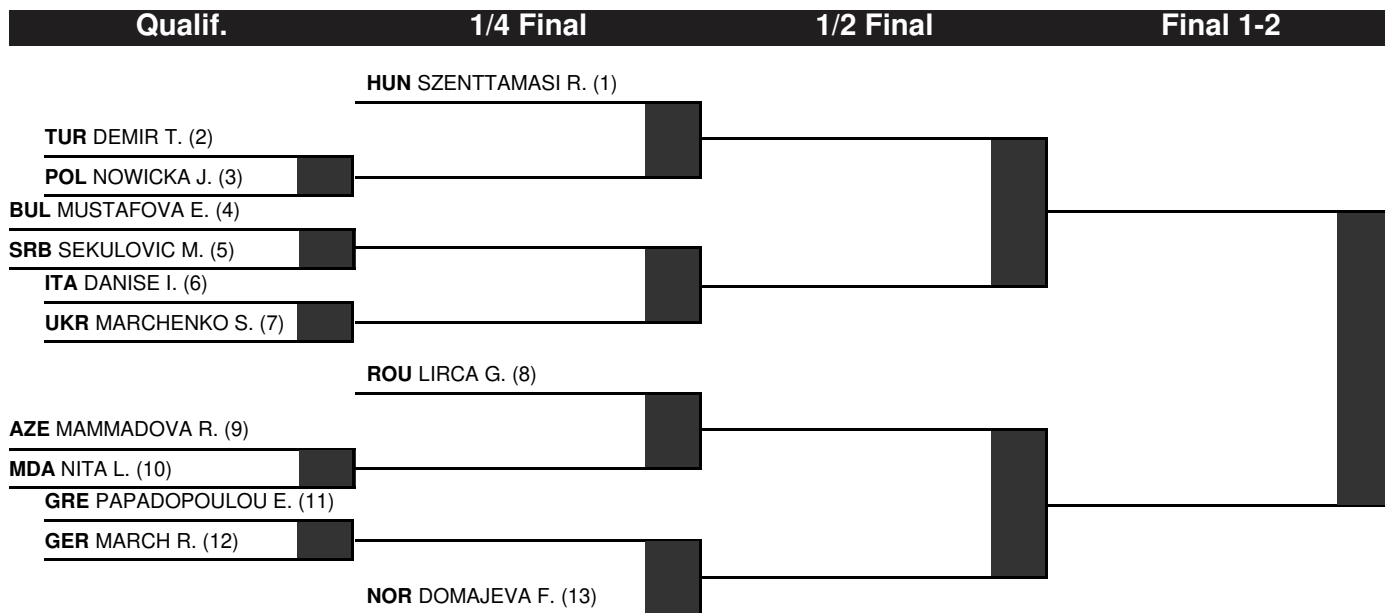 Qualif. 1/4 Final 1/2 Final Final 1-2
HUN SZENTTAMASI R. (1)
TUR DEMIR T. (2)
POL NOWICKA J. (3)
BUL MUSTAFOVA E. (4)
SRB SEKULOVIC M. (5)
ITA DANISE I. (6)
UKR MARCHENKO S. (7)
ROU LIRCA G. (8)
AZE MAMMADOVA R. (9)
MDA NITA L. (10)
GRE PAPADOPOULOU E. (11)
GER MARCH R. (12)
NOR DOMAJEVA F. (13)